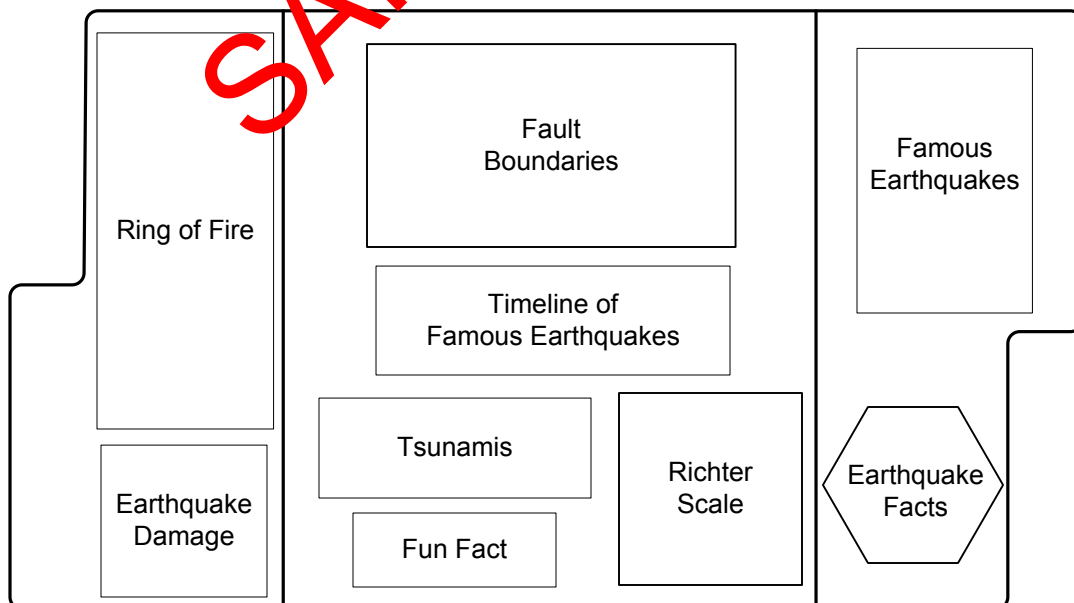 Ring of Fire
Earthquake
Damage
Fault
Boundaries
Timeline of
Famous Earthquakes
Tsunamis
Fun Fact
Richter
Scale
Famous
Earthquakes
Earthquake
Facts